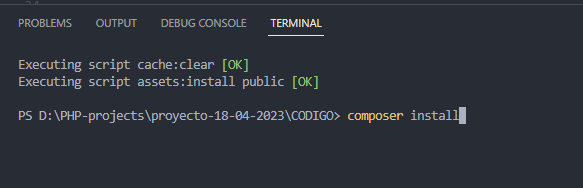 PROBLEMS OUTPUT DEBUG CONSOLE TERMINAL
Executing script cache:clear [OK]
Executing script assets:install public [OK]
PS D:\PHP-projects\proyecto-18-04-2023\CODIGO> composer install